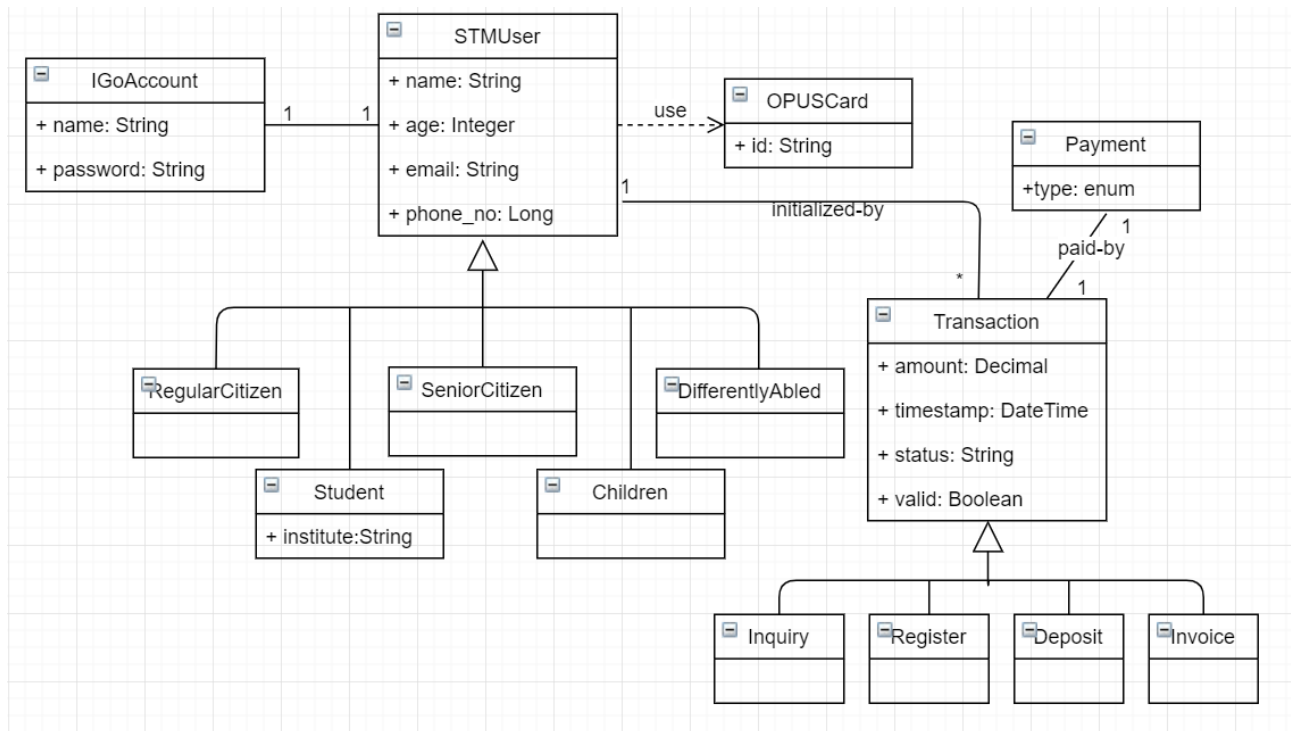 STMUser
+ name: String
+ age: Integer
+ email: String
+ phone_no: Long
IGoAccount
+ name: String
+ password: String
1
1
use
OPUSCard
+ id: String
Payment
+type: enum
1
initialized-by
*
1
paid-by
1
Transaction
+ amount: Decimal
+ timestamp: DateTime
+ status: String
+ valid: Boolean
RegularCitizen
SeniorCitizen
DifferentlyAbled
Student
+ institute:String
Children
Inquiry
Register
Deposit
Invoice